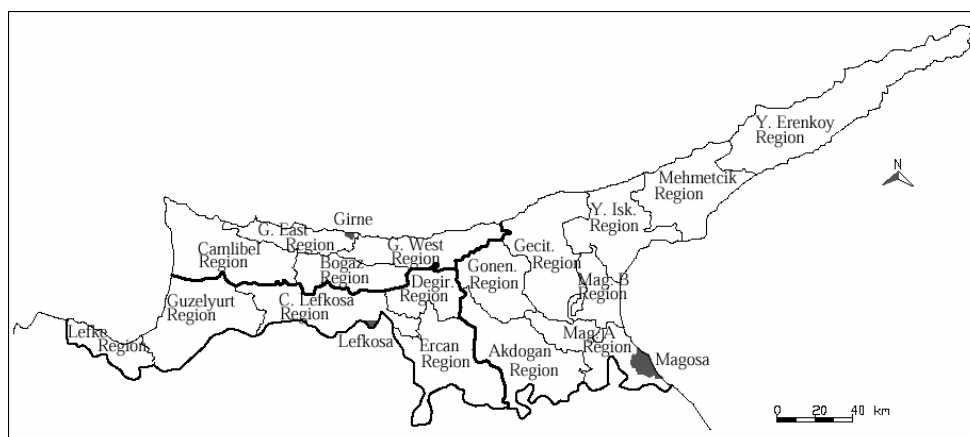 Y. Erenkoy
Region
N
Mehmetcik
Region
Y. Isk.
Region
Girne
G. East
Region
G. West
Region
Gecit.
Region
Camlibel
Region
Bogaz
Region
Gonen.
Region
Degir.
Region
Mag. B
Region
Guzelyurt
Region
C. Lefkosa
Region
Lefke
Region
Lefkosa
Ercan
Region
Akdogan
Region
Mag. A
Region
Magosa
0 20 40 km